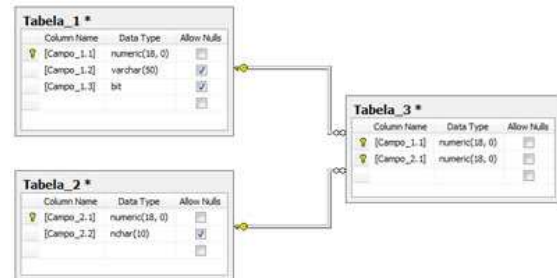 Tabela_1 *
Column Name Data Type Allow Nulls
[Campo_1.1] numeric(18, 0)
[Campo_1.2] varchar(50)
[Campo_1.3] bit
Tabela_3 *
Column Name Data Type Allow Nulls
[Campo_1.1] numeric(18, 0)
[Campo_2.1] numeric(18, 0)
Tabela_2 *
Column Name Data Type Allow Nulls
[Campo_2.1] numeric(18, 0)
[Campo_2.2] nchar(10)